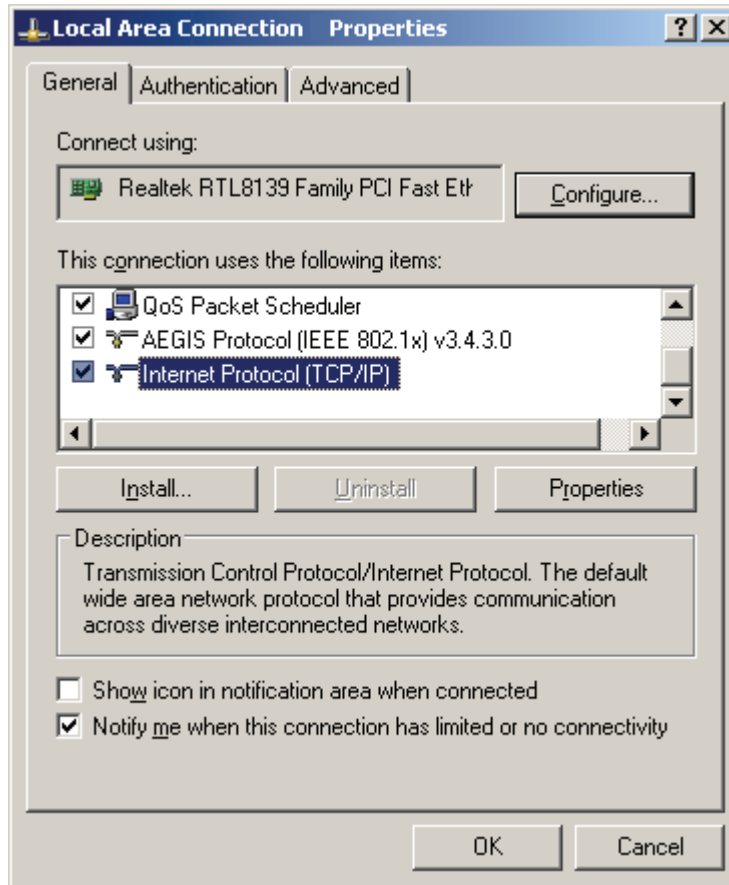 Local Area Connection Properties
General
Authentication
Advanced
Connect using:
Realtek RTL8139 Family PCI Fast Eth
Configure...
This connection uses the following items:
QoS Packet Scheduler
AEGIS Protocol (IEEE 802.1x) v3.4.3.0
Internet Protocol (TCP/IP)
Install...
Uninstall
Properties
Description
Transmission Control Protocol/Internet Protocol. The default
wide area network protocol that provides communication
across diverse interconnected networks.
Show icon in notification area when connected
Notify me when this connection has limited or no connectivity
OK
Cancel